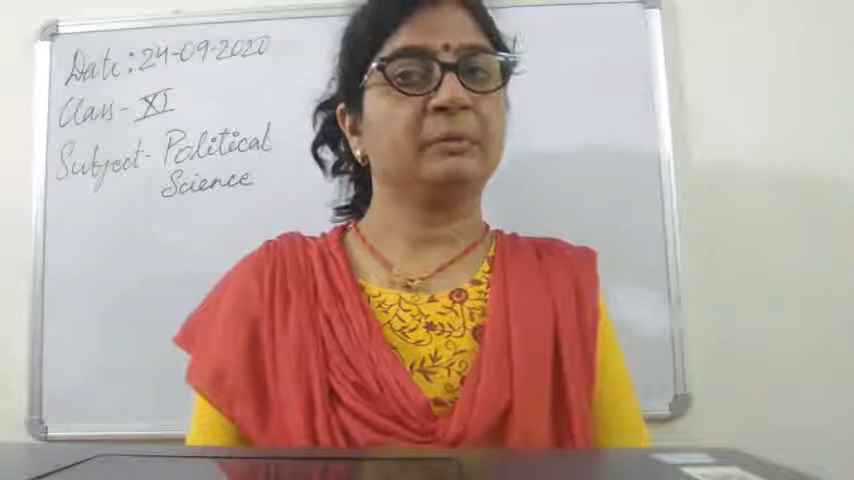 Date: 24-09-2020
Class- XI
Subject- Political
Science